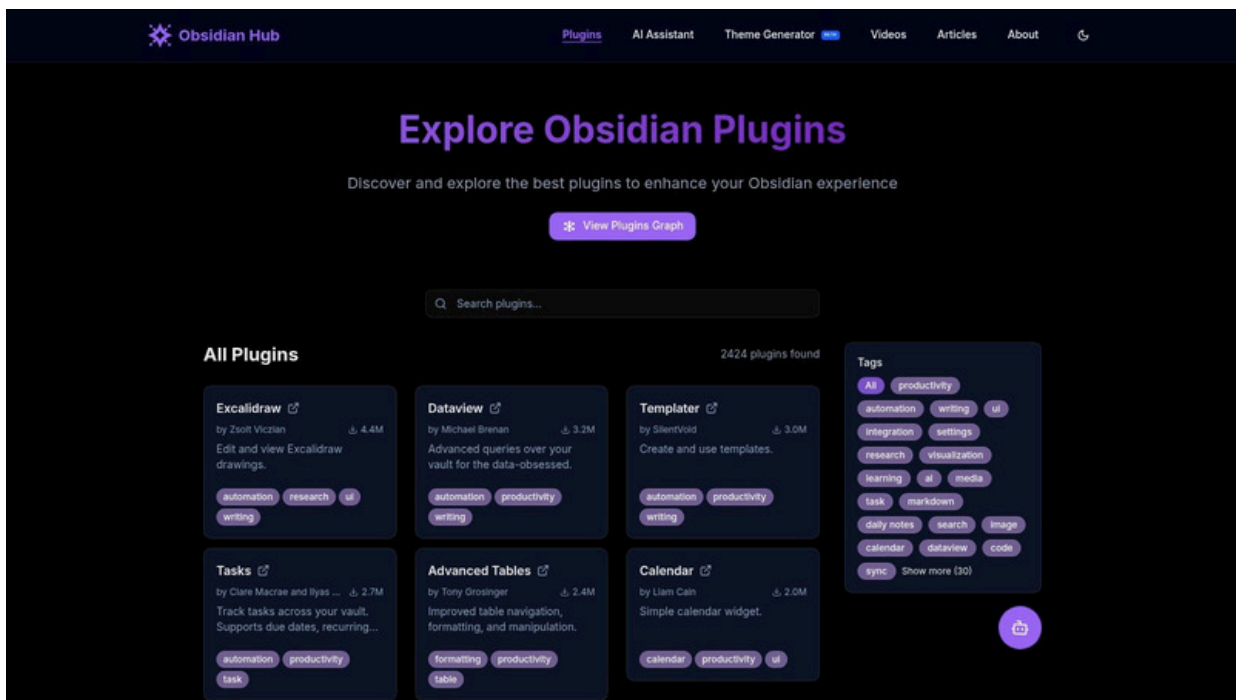 Obsidian Hub
Plugins
AI Assistant
Theme Generator BETA
Videos
Articles
About
Explore Obsidian Plugins
Discover and explore the best plugins to enhance your Obsidian experience
View Plugins Graph
Search plugins...
All Plugins
2424 plugins found
Excalidraw
by Zsolt Viczian 4.4M
Edit and view Excalidraw
drawings.
automation research ui
writing
Dataview
by Michael Brenan 3.2M
Advanced queries over your
vault for the data-obsessed.
automation productivity
writing
Templater
by SilentVoid 3.0M
Create and use templates.
automation productivity
writing
Tasks
by Clare Macrae and Ilyas ... 2.7M
Track tasks across your vault.
Supports due dates, recurring...
automation productivity
task
Advanced Tables
by Tony Grosinger 2.4M
Improved table navigation,
formatting, and manipulation.
formatting productivity
table
Calendar
by Liam Cain 2.0M
Simple calendar widget.
calendar productivity ui
Tags
All productivity
automation writing ui
integration settings
research visualization
learning ai media
task markdown
daily notes search image
calendar dataview code
sync Show more (30)